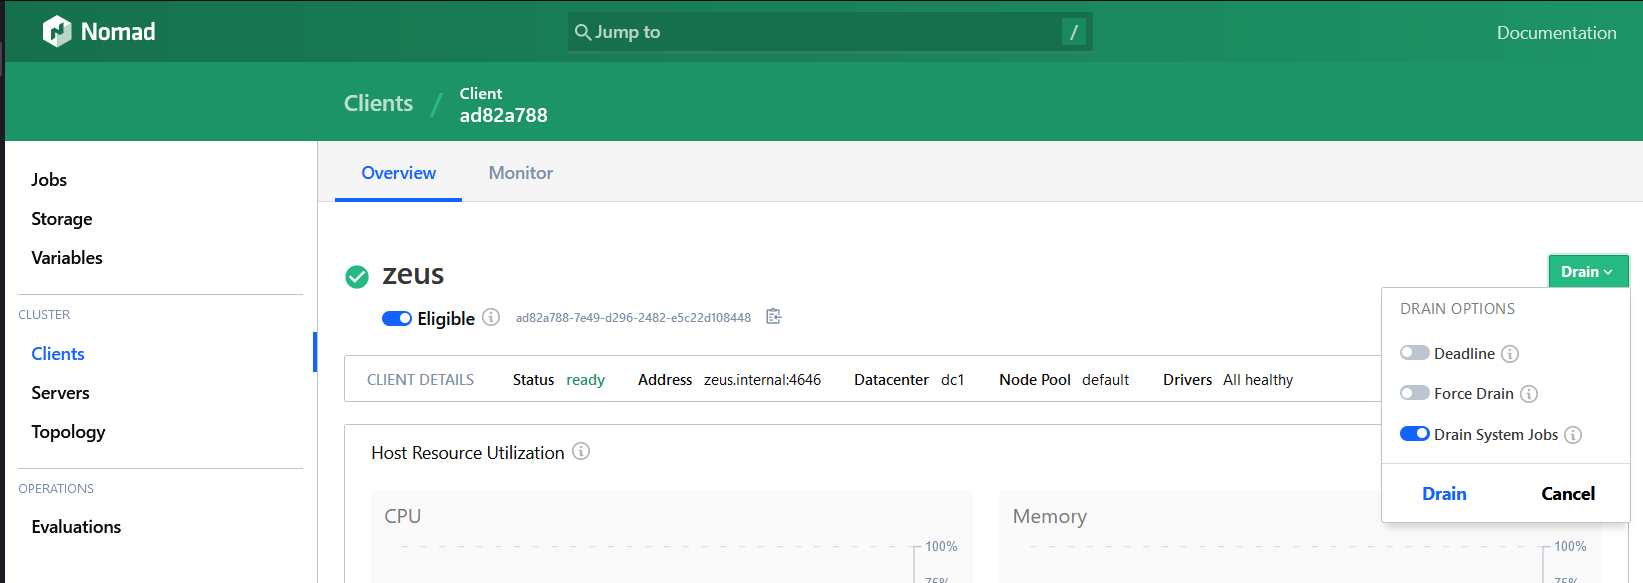 Nomad
Jump to /
Documentation
Clients / Client
ad82a788
Jobs
Storage
Variables
CLUSTER
Clients
Servers
Topology
OPERATIONS
Evaluations
Overview Monitor
zeus
Eligible ad82a788-7e49-d296-2482-e5c22d108448
CLIENT DETAILS Status ready Address zeus.internal:4646 Datacenter dc1 Node Pool default Drivers All healthy
Host Resource Utilization
CPU
100%
75%
Memory
100%
75%
Drain
DRAIN OPTIONS
Deadline
Force Drain
Drain System Jobs
Drain Cancel